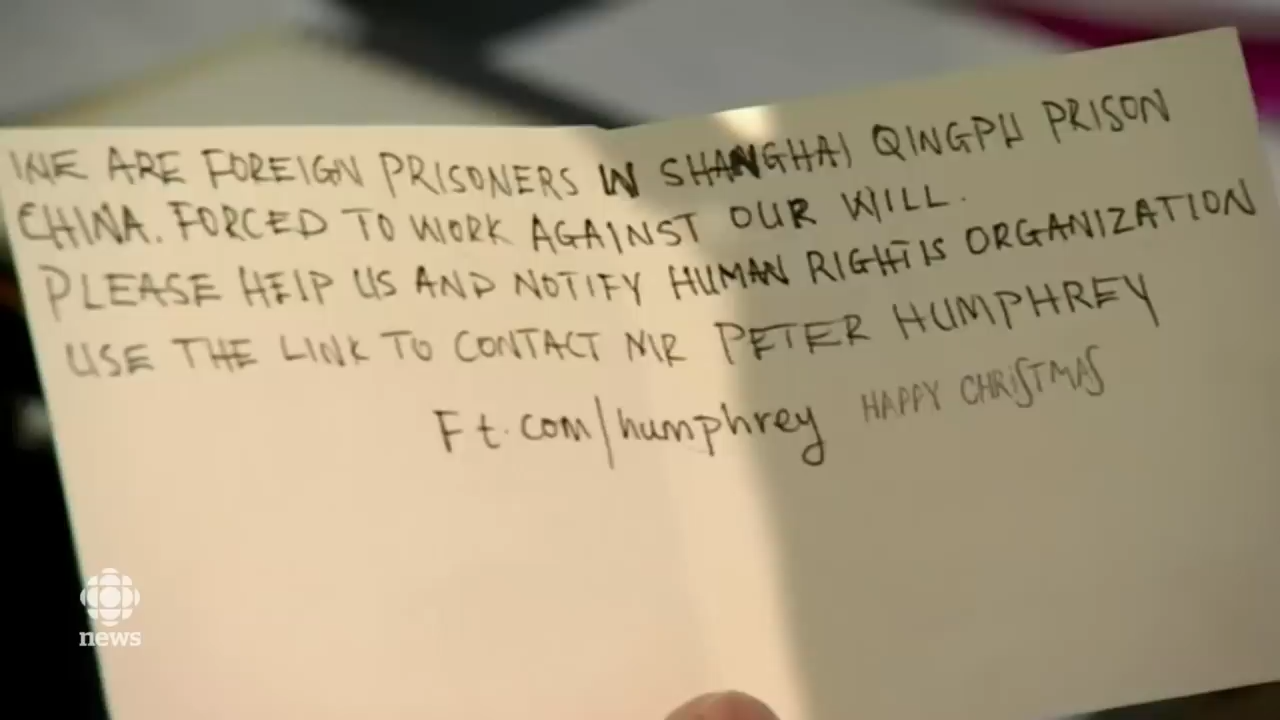 WE ARE FOREIGN PRISONERS IN SHANGHAI QINGPU PRISON
CHINA. FORCED TO WORK AGAINST OUR WILL.
PLEASE HELP US AND NOTIFY HUMAN RIGHTIS ORGANIZATION
USE THE LINK TO CONTACT MR PETER HUMPHREY
Ft.com/humphrey HAPPY CHRISTMAS
news